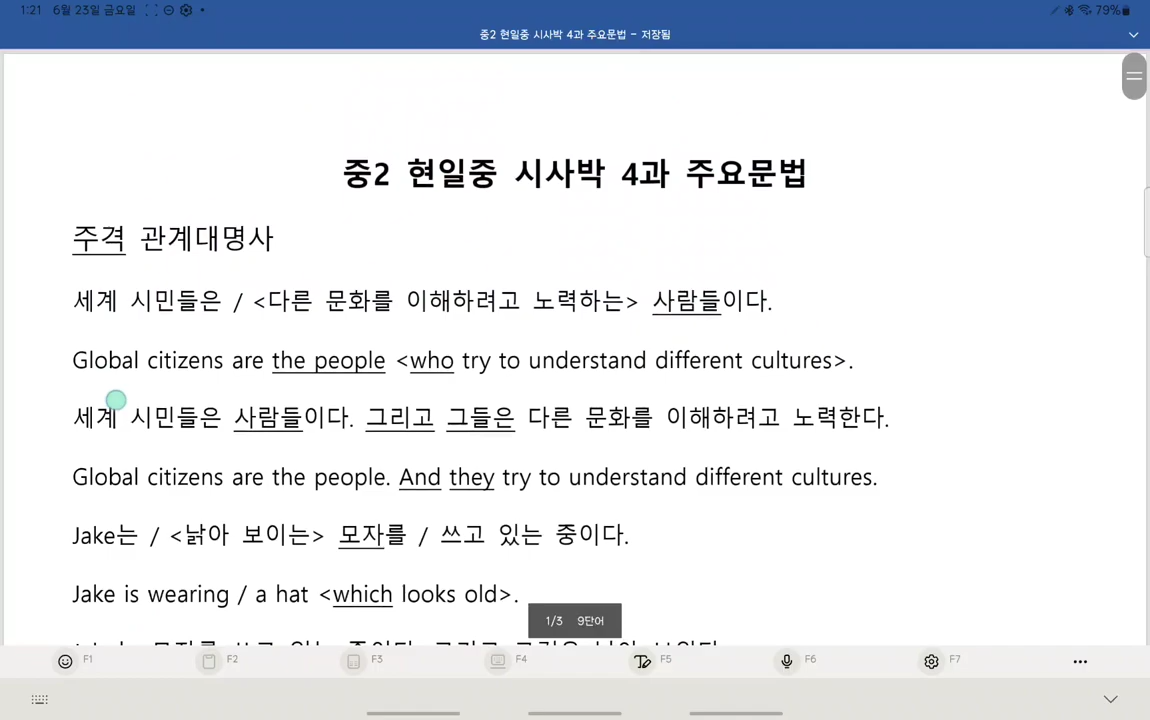 1:21 6월 23일 금요일
79%
중2 현일중 시사박 4과 주요문법 - 저장됨
중2 현일중 시사박 4과 주요문법
주격 관계대명사
세계 시민들은 / <다른 문화를 이해하려고 노력하는> 사람들이다.
Global citizens are the people <who try to understand different cultures>.
세계 시민들은 사람들이다. 그리고 그들은 다른 문화를 이해하려고 노력한다.
Global citizens are the people. And they try to understand different cultures.
Jake는 / <낡아 보이는> 모자를 / 쓰고 있는 중이다.
Jake is wearing / a hat <which looks old>.
1/3 9단어
F1 F2 F3 F4 F5 F6 F7